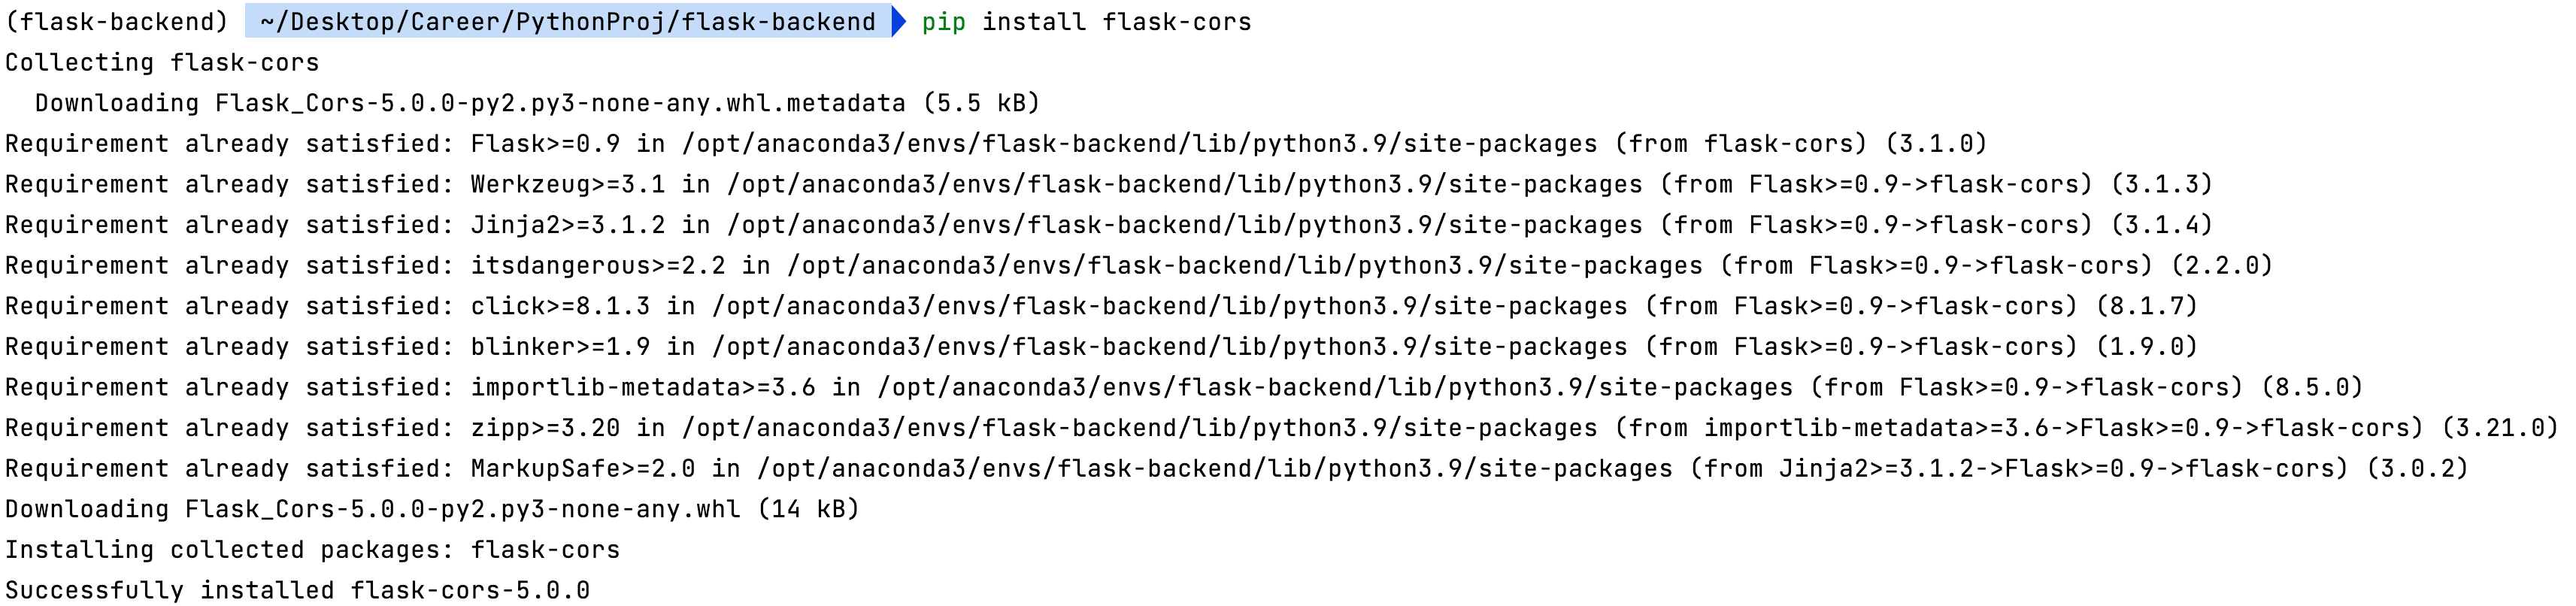 (flask-backend) ~/Desktop/Career/PythonProj/flask-backend pip install flask-cors
Collecting flask-cors
  Downloading Flask_Cors-5.0.0-py2.py3-none-any.whl.metadata (5.5 kB)
Requirement already satisfied: Flask>=0.9 in /opt/anaconda3/envs/flask-backend/lib/python3.9/site-packages (from flask-cors) (3.1.0)
Requirement already satisfied: Werkzeug>=3.1 in /opt/anaconda3/envs/flask-backend/lib/python3.9/site-packages (from Flask>=0.9->flask-cors) (3.1.3)
Requirement already satisfied: Jinja2>=3.1.2 in /opt/anaconda3/envs/flask-backend/lib/python3.9/site-packages (from Flask>=0.9->flask-cors) (3.1.4)
Requirement already satisfied: itsdangerous>=2.2 in /opt/anaconda3/envs/flask-backend/lib/python3.9/site-packages (from Flask>=0.9->flask-cors) (2.2.0)
Requirement already satisfied: click>=8.1.3 in /opt/anaconda3/envs/flask-backend/lib/python3.9/site-packages (from Flask>=0.9->flask-cors) (8.1.7)
Requirement already satisfied: blinker>=1.9 in /opt/anaconda3/envs/flask-backend/lib/python3.9/site-packages (from Flask>=0.9->flask-cors) (1.9.0)
Requirement already satisfied: importlib-metadata>=3.6 in /opt/anaconda3/envs/flask-backend/lib/python3.9/site-packages (from Flask>=0.9->flask-cors) (8.5.0)
Requirement already satisfied: zipp>=3.20 in /opt/anaconda3/envs/flask-backend/lib/python3.9/site-packages (from importlib-metadata>=3.6->Flask>=0.9->flask-cors) (3.21.0)
Requirement already satisfied: MarkupSafe>=2.0 in /opt/anaconda3/envs/flask-backend/lib/python3.9/site-packages (from Jinja2>=3.1.2->Flask>=0.9->flask-cors) (3.0.2)
Downloading Flask_Cors-5.0.0-py2.py3-none-any.whl (14 kB)
Installing collected packages: flask-cors
Successfully installed flask-cors-5.0.0